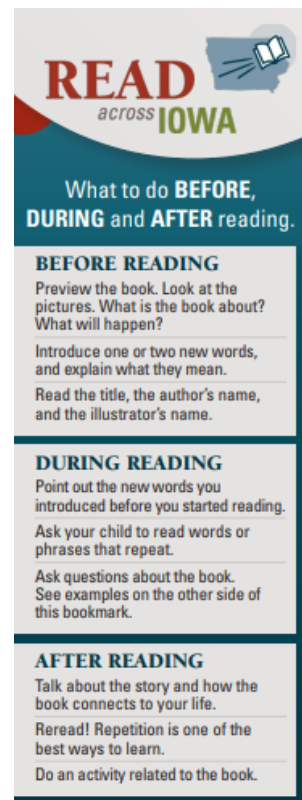 READ
across IOWA
What to do BEFORE,
DURING and AFTER reading.
BEFORE READING
Preview the book. Look at the
pictures. What is the book about?
What will happen?
Introduce one or two new words,
and explain what they mean.
Read the title, the author's name,
and the illustrator's name.
DURING READING
Point out the new words you
introduced before you started reading.
Ask your child to read words or
phrases that repeat.
Ask questions about the book.
See examples on the other side of
this bookmark.
AFTER READING
Talk about the story and how the
book connects to your life.
Reread! Repetition is one of the
best ways to learn.
Do an activity related to the book.